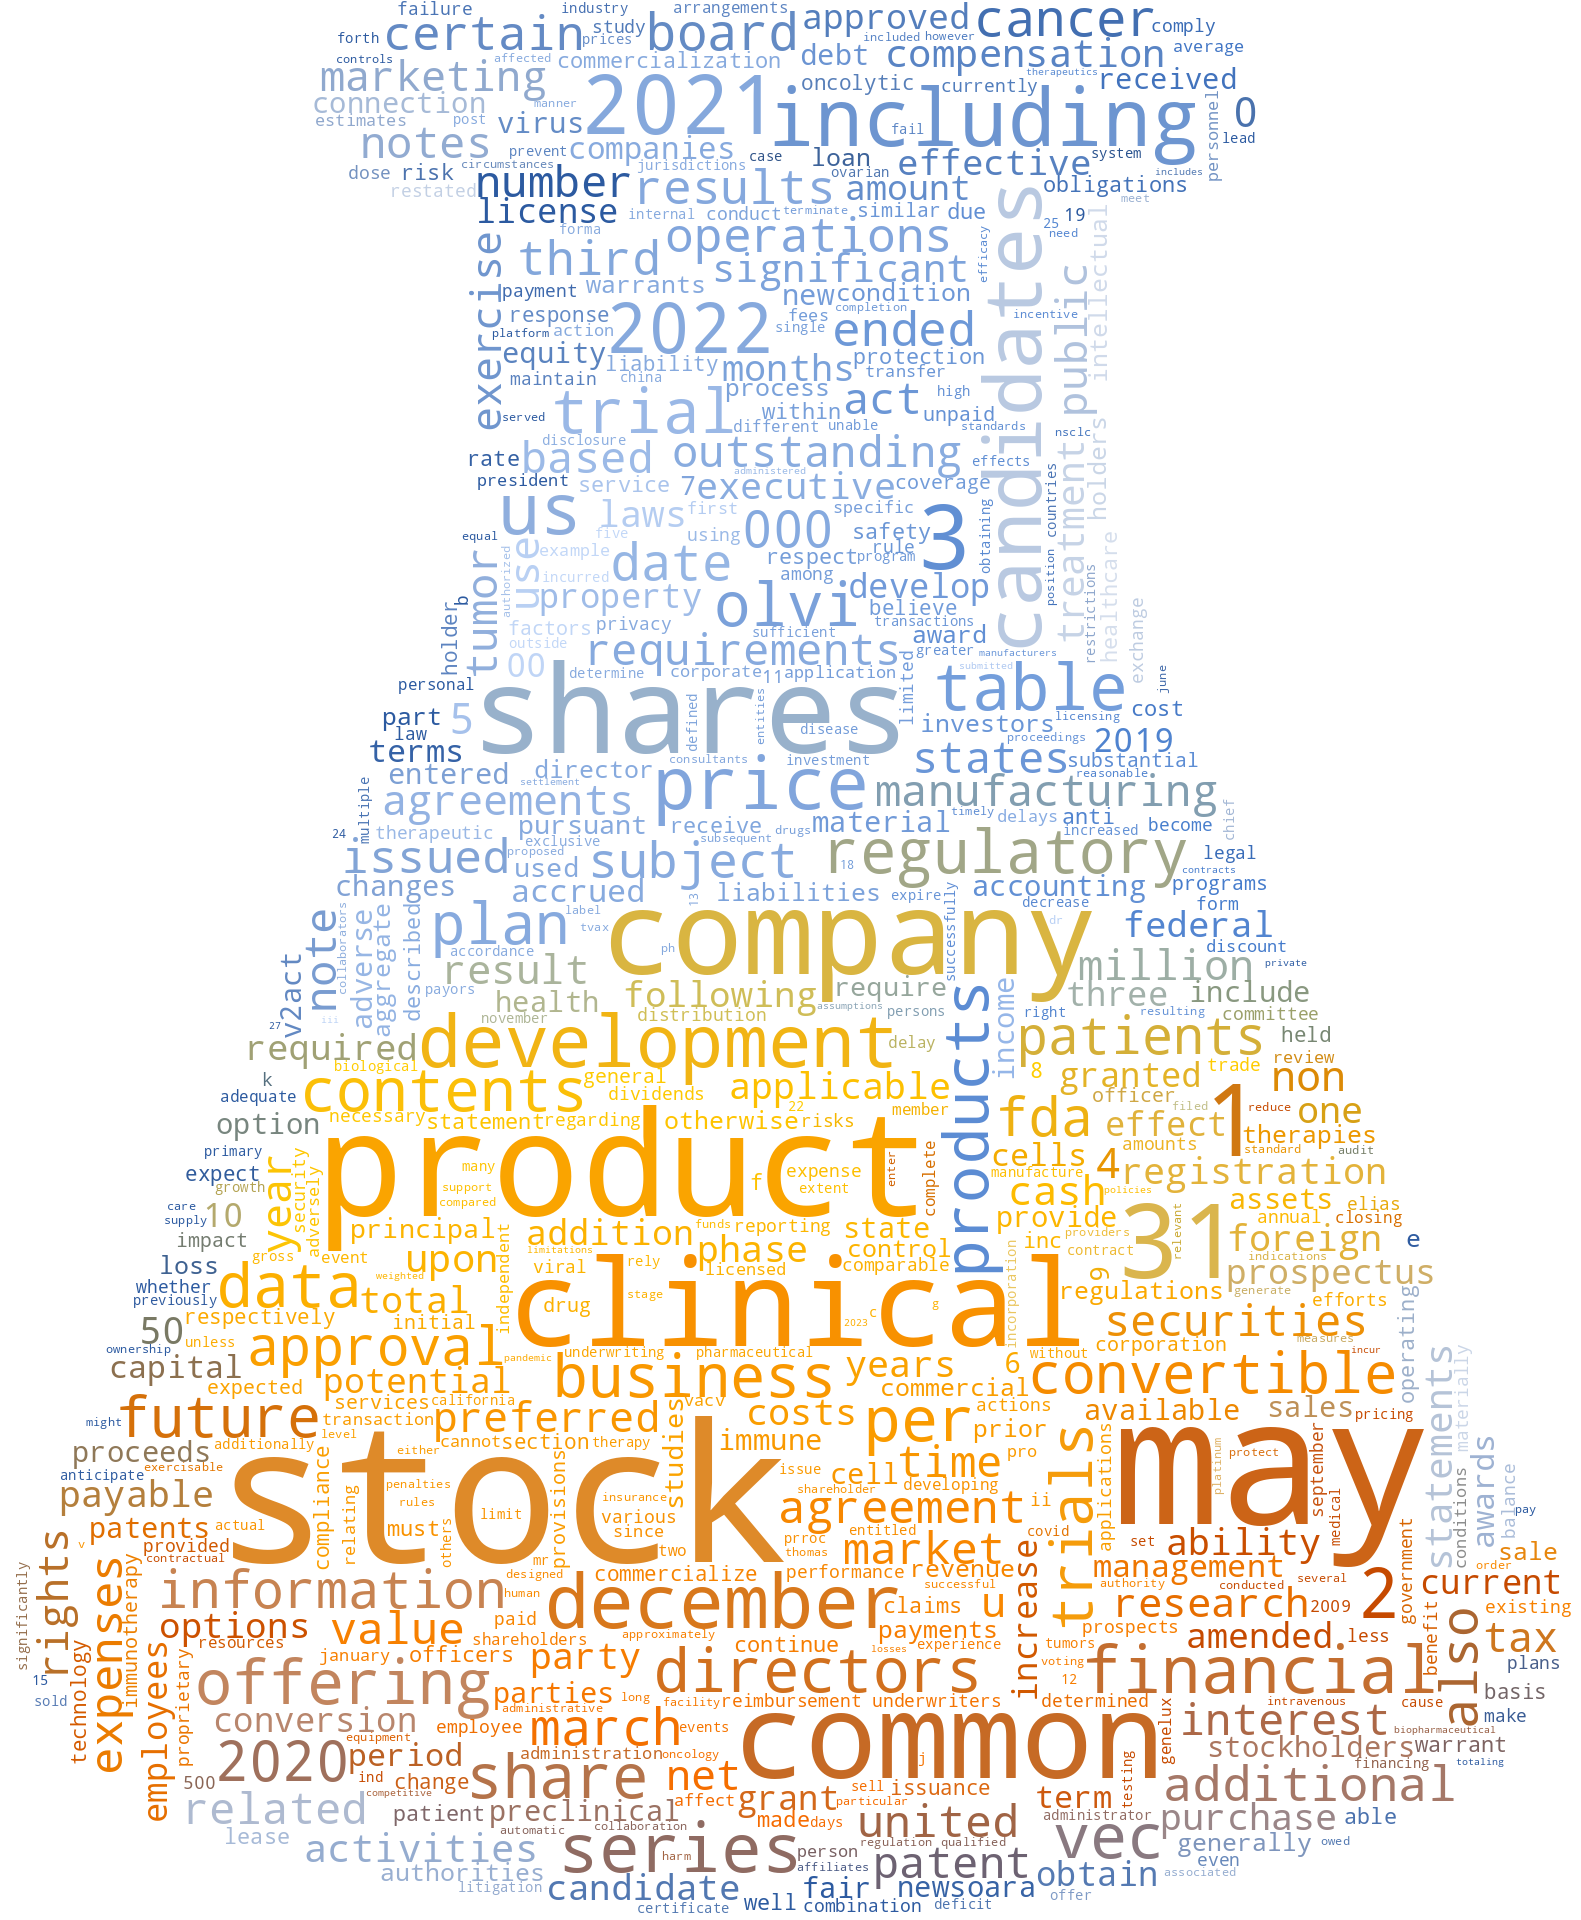 failure industry arrangements approved cancer
certain study board comply
forth prices included however
controls affected commercialization debt compensation average
marketing oncolytic currently therapeutics received
connection manner 2021 including personnel 0
estimates post virus fail lead
notes prevent companies case loan effective system
circumstances jurisdictions ovarian includes
dose risk number results amount obligations
restated license internal conduct terminate similar due 25 19 meet
forma operations efficacy need
exercise third significant candidates public intellectual
payment warrants new condition
response 2022 fees completion incentive
platform action single ended
equity liability months protection
maintain china process transfer
served trial within act high
different unable unpaid standards nsclc
disclosure based outstanding effects
rate administered
president service 7 executive coverage treatment holders
us laws first 000 specific 3 obtaining countries
equal five using safety
example date respect rule program
tumor use incurred among develop position
authorized property olvi believe restrictions healthcare
b factors privacy transactions
holder outside sufficient award
00 requirements greater manufacturers exchange
personal determine corporate 11 application limited submitted june
part 5 shares table cost
law defined entities disease investors licensing
terms proceedings 2019
entered director consultants investment states substantial
settlement price reasonable
multiple agreements manufacturing
24 therapeutic pursuant receive drugs material timely delays anti chief
exclusive subsequent increased become
issued proposed used subject 18 regulatory legal
changes accrued liabilities expire accounting contracts programs
label 13 decrease form
note collaborators adverse aggregate described plan tvax company successfully dr federal
accordance ph discount
v2act payors result require million private
health following assumptions products income three include
27 iii november distribution persons right resulting committee
required development delay patients held
biological general 8 granted trade review
k contents dividends applicable non
adequate 22 member officer filed reduce
option necessary statement regarding otherwise risks fda effect 1 one
product amounts therapies
primary year cells standard audit
expect security many expense enter complete manufacture 4 registration
growth adversely support f extent cash policies
care compared assets elias
supply 10 principal addition funds reporting state provide annual closing
impact gross event independent limitations phase control inc providers 31 relevant foreign e
loss upon viral rely licensed comparable contract indications
whether weighted clinical incorporation prospectus
previously data total drug stage g 9 regulations generate efforts
respectively initial c
50 unless 2023 securities operating
ownership approval pandemic underwriting pharmaceutical without corporation measures incur
capital business years 6 convertible statements materially
expected potential commercial
might future services california vacv costs per actions available sales pricing
transaction preferred studies prior
proceeds additionally level either cannot section therapy immune time pro may protect
anticipate exercisable issue cell platinum
payable compliance stock penalties shareholder developing trials applications september conditions awards balance
rules limit insurance agreement ii pay
rights patents actual relating must provisions various entitled covid medical
v provided others since prroc set ability government order sale
contractual mr two thomas market
significantly expenses immunotherapy designed commercialize performance revenue increase management several current
information human successful authority conducted
december claims u research 2009 2 existing
options value paid payments
resources shareholders approximately continue experience prospects amended less benefit also tax
january officers party losses tumors
15 technology proprietary voting plans
employees offering directors 12 financial
sold parties long facility reimbursement underwriters determined intravenous cause basis
administrative genelux make
conversion employee march events common interest biopharmaceutical
equipment stockholders warrant
2020 period administration oncology j testing financing totaling
500 ind change share net sell issuance additional
competitive affect grant particular term
related patient preclinical made days administrator purchase able
lease automatic collaboration united vec
activities series harm person regulation qualified generally owed
authorities affiliates patent obtain even
litigation candidate fair newsoara associated
certificate well combination deficit offer